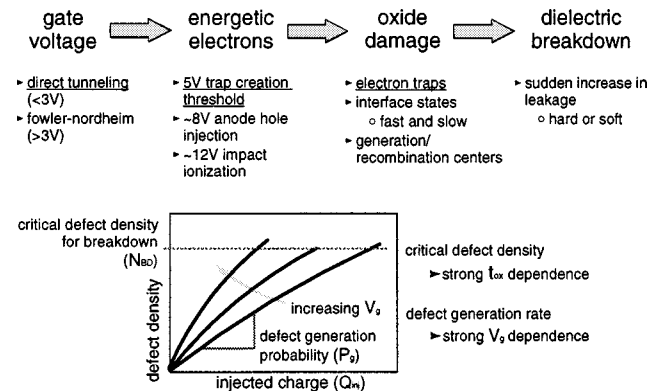 gate voltage
energetic electrons
oxide damage
dielectric breakdown
► direct tunneling
(<3V)
► fowler-nordheim
(>3V)
► 5V trap creation
threshold
► ~8V anode hole
injection
► ~12V impact
ionization
► electron traps
► interface states
o fast and slow
► generation/
recombination centers
► sudden increase in
leakage
o hard or soft
critical defect density
for breakdown
(NBD)
defect density
increasing Vg
defect generation
probability (Pg)
injected charge (Qinj)
critical defect density
►strong tox dependence
defect generation rate
►strong Vg dependence